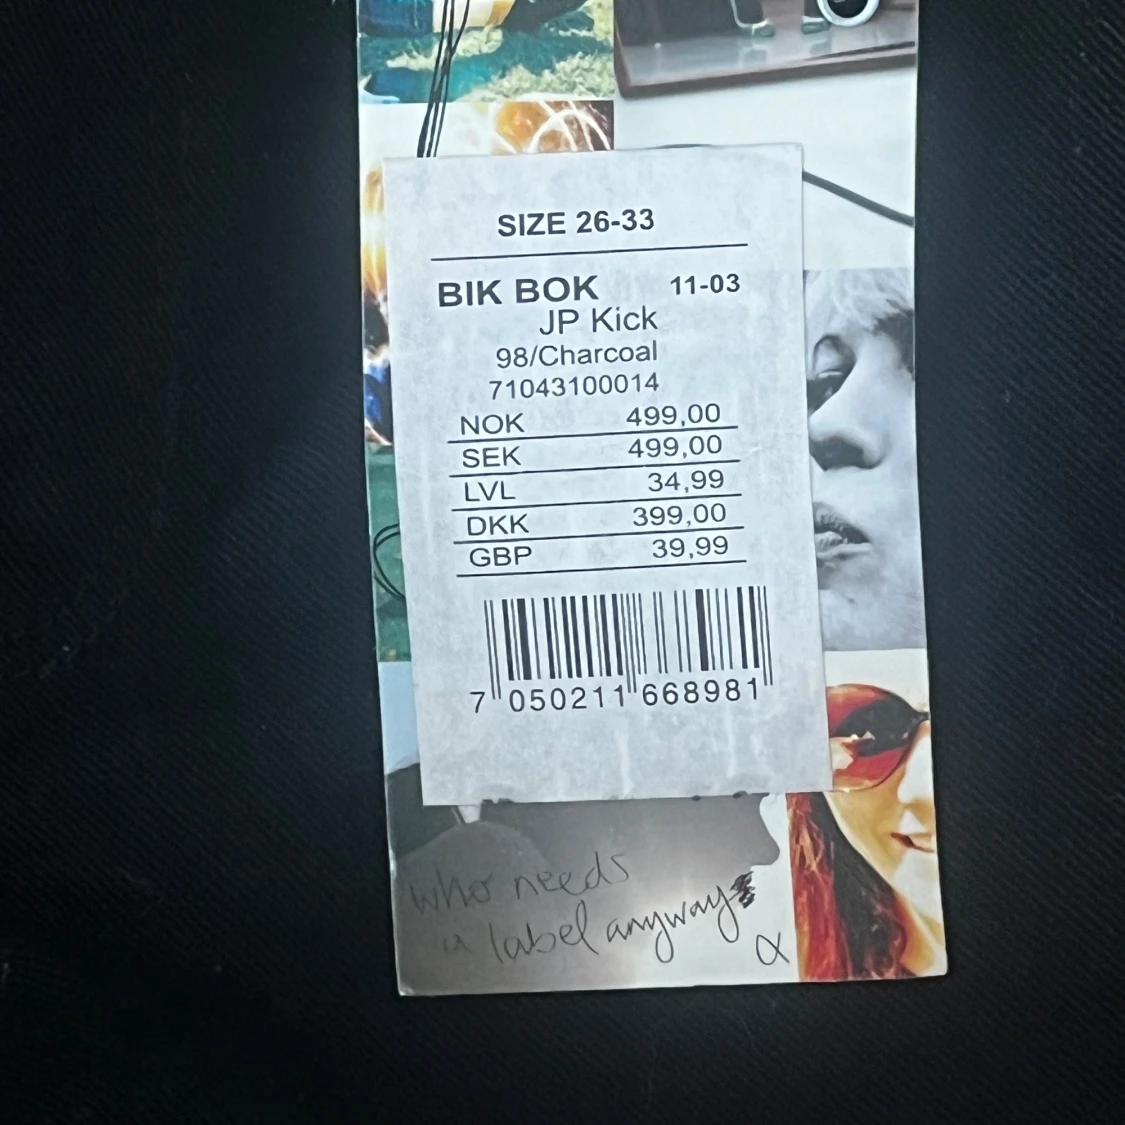 SIZE 26-33
BIK BOK 11-03
JP Kick
98/Charcoal
71043100014
NOK 499,00
SEK 499,00
LVL 34,99
DKK 399,00
GBP 39,99
7 050211 668981
who needs
a label anyway